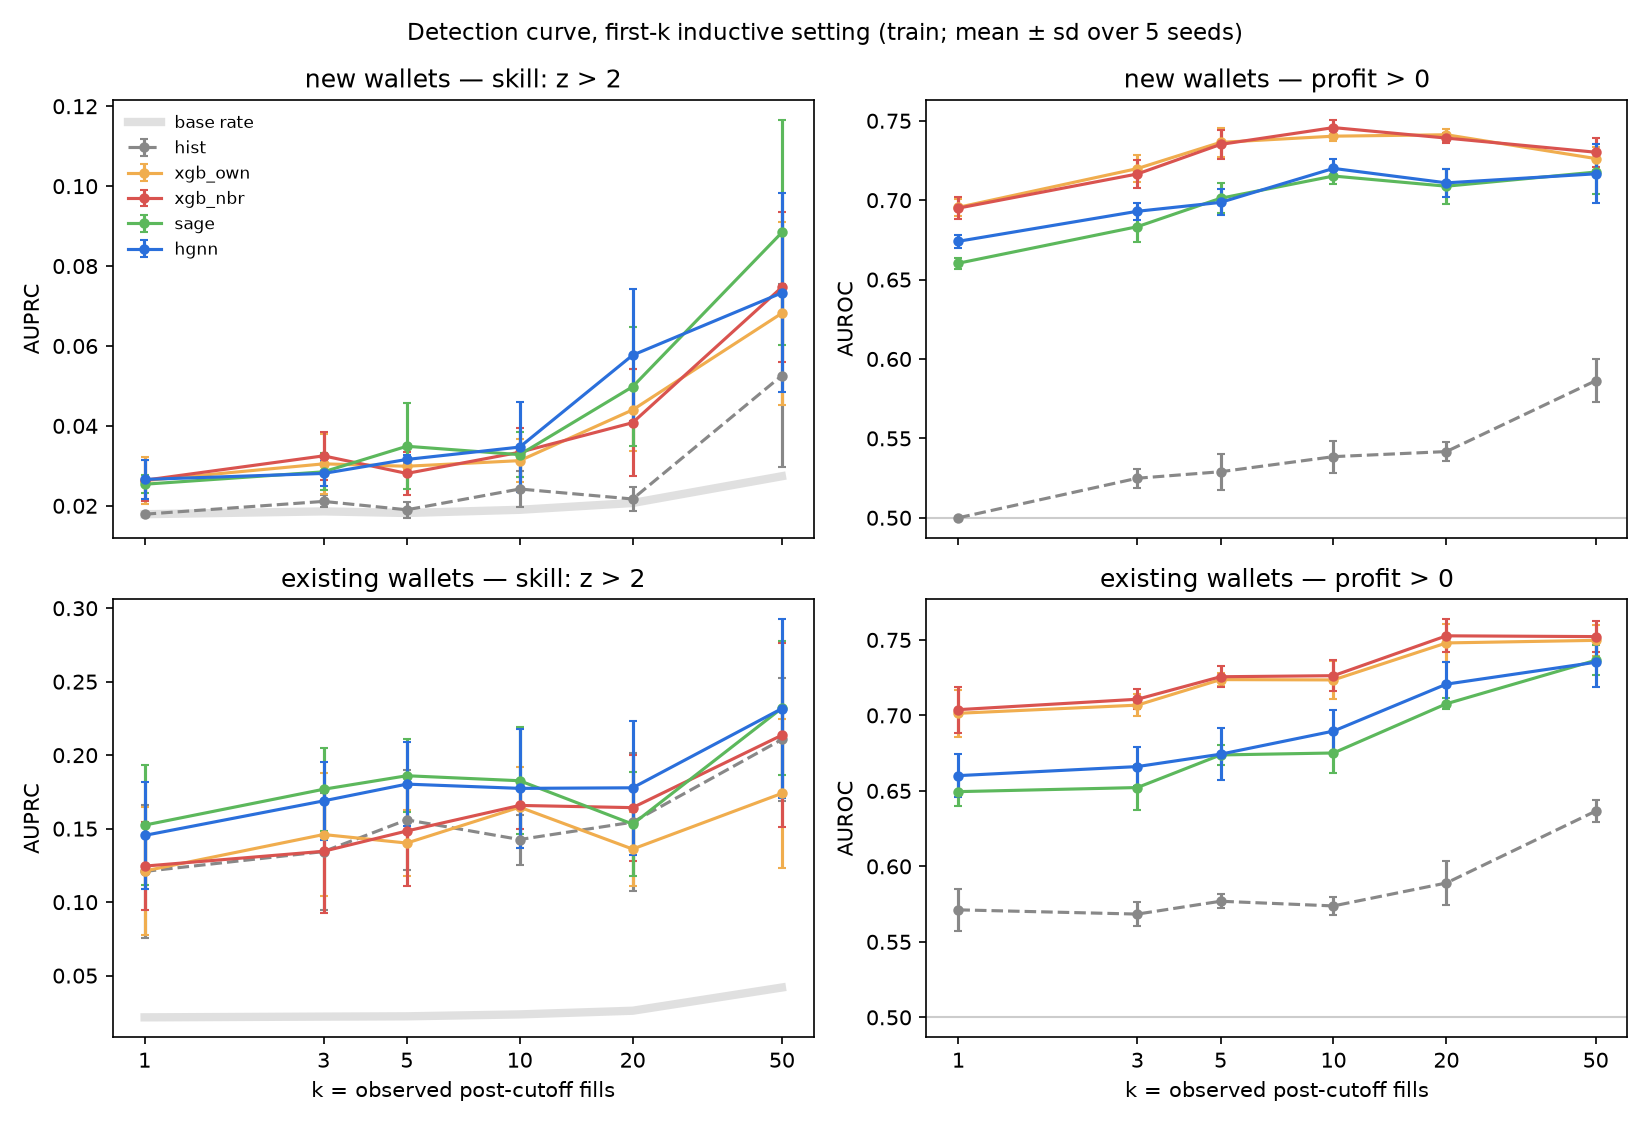 Detection curve, first-k inductive setting (train; mean ± sd over 5 seeds)
new wallets — skill: z > 2
AUPRC
0.12
0.10
0.08
0.06
0.04
0.02
base rate
hist
xgb_own
xgb_nbr
sage
hgnn
new wallets — profit > 0
AUROC
0.75
0.70
0.65
0.60
0.55
0.50
existing wallets — skill: z > 2
AUPRC
0.30
0.25
0.20
0.15
0.10
0.05
1 3 5 10 20 50
k = observed post-cutoff fills
existing wallets — profit > 0
AUROC
0.75
0.70
0.65
0.60
0.55
0.50
1 3 5 10 20 50
k = observed post-cutoff fills